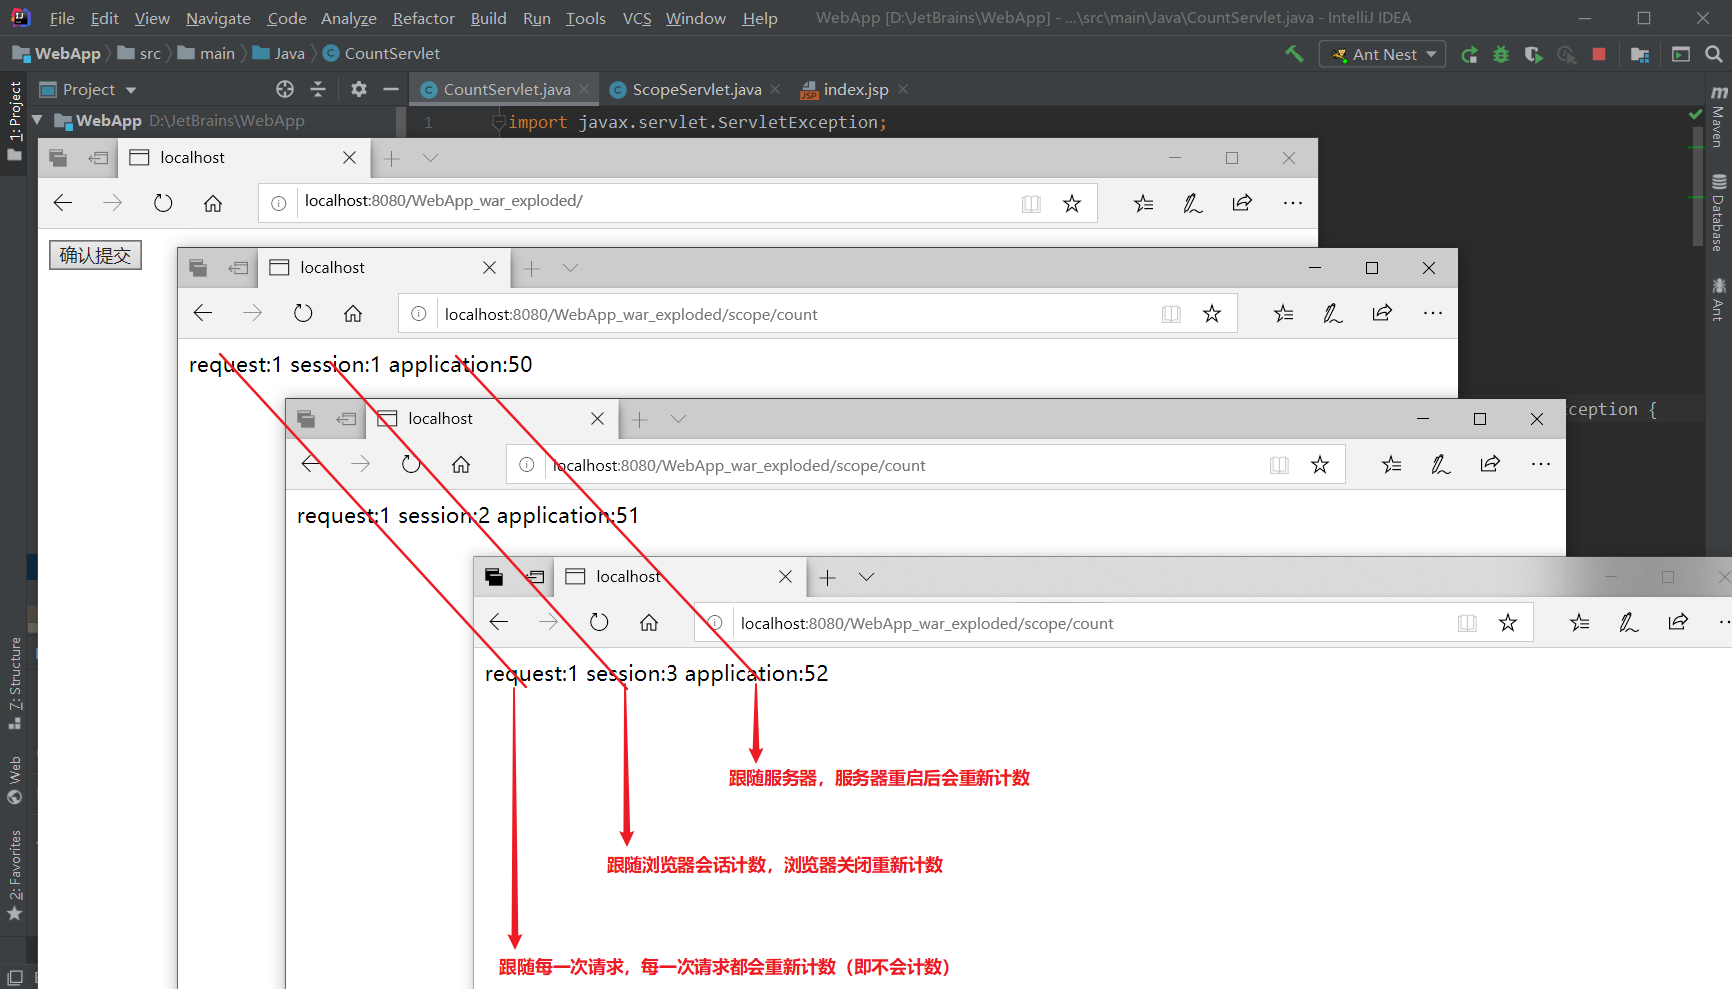 File Edit View Navigate Code Analyze Refactor Build Run Tools VCS Window Help WebApp [D:\JetBrains\WebApp] - ...\src\main\Java\CountServlet.java - IntelliJ IDEA
WebApp src main Java CountServlet Ant Nest
Project CountServlet.java ScopeServlet.java index.jsp
WebApp D:\JetBrains\WebApp
1 import javax.servlet.ServletException;
1: Project
7: Structure
Web
2: Favorites
Maven
Database
Ant
localhost
localhost:8080/WebApp_war_exploded/
确认提交
localhost
localhost:8080/WebApp_war_exploded/scope/count
request:1 session:1 application:50
ception {
localhost
localhost:8080/WebApp_war_exploded/scope/count
request:1 session:2 application:51
localhost
localhost:8080/WebApp_war_exploded/scope/count
request:1 session:3 application:52
跟随服务器，服务器重启后会重新计数
跟随浏览器会话计数，浏览器关闭重新计数
跟随每一次请求，每一次请求都会重新计数（即不会计数）